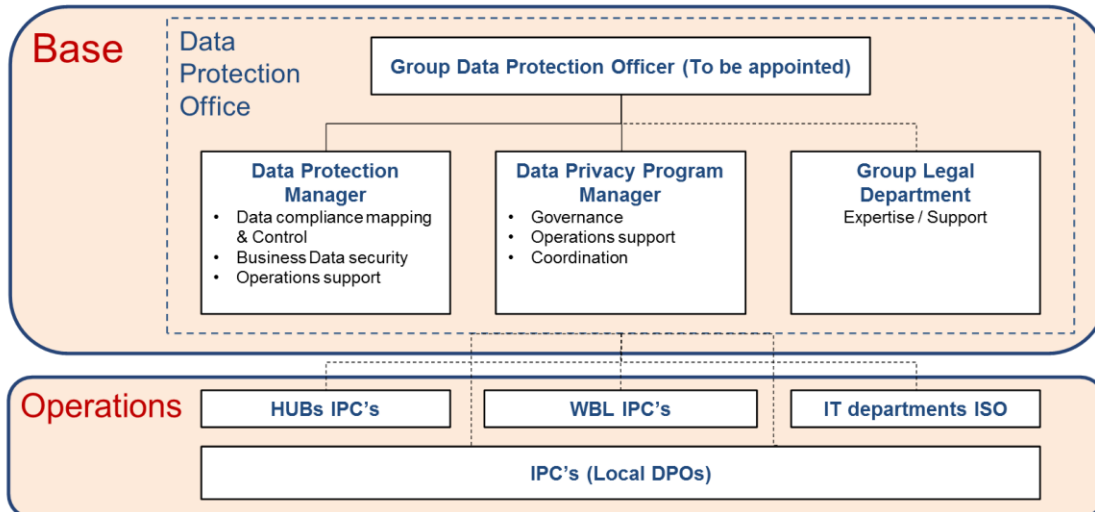 Base
Data
Protection
Office
Group Data Protection Officer (To be appointed)
Data Protection
Manager
• Data compliance mapping
& Control
• Business Data security
• Operations support
Data Privacy Program
Manager
• Governance
• Operations support
• Coordination
Group Legal
Department
Expertise / Support
Operations
HUBs IPC's
WBL IPC's
IT departments ISO
IPC's (Local DPOs)